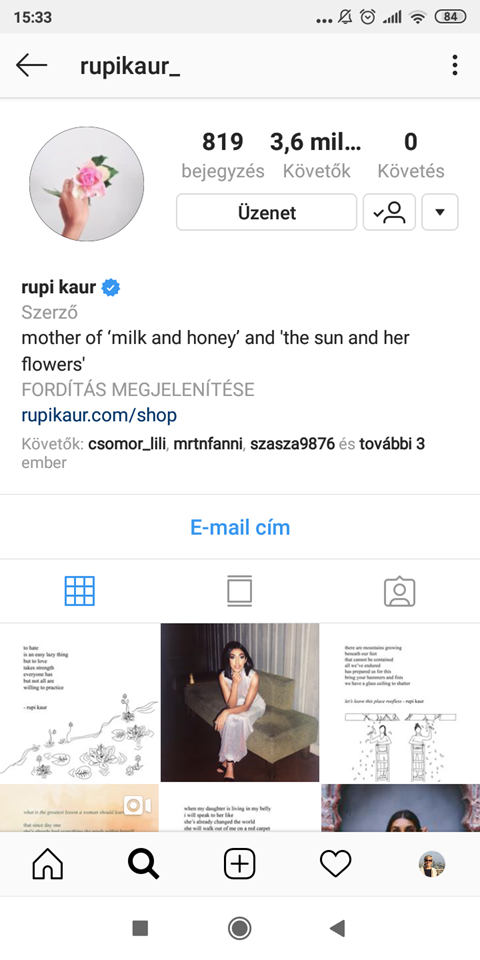 15:33
84
rupikaur_
819
3,6 mil...
0
bejegyzés
Követők
Követés
Üzenet
rupi kaur
Szerző
mother of ‘milk and honey’ and 'the sun and her
flowers'
FORDÍTÁS MEGJELENÍTÉSE
rupikaur.com/shop
Követők: csomor_lili, mrtnfanni, szasza9876 és további 3
ember
E-mail cím
to hate
is an easy lazy thing
but to love
takes strength
everyone has
but not all are
willing to practice
- rupi kaur
there are mountains growing
beneath our feet
that cannot be contained
all we've endured
has prepared us for this
bring your hammers and fists
we have a glass ceiling to shatter
let's leave this place roofless - rupi kaur
what is the greatest lesson a woman should
that since day one
when my daughter is living in my belly
i will speak to her like
she's already changed the world
she will walk out of me on a red carpet